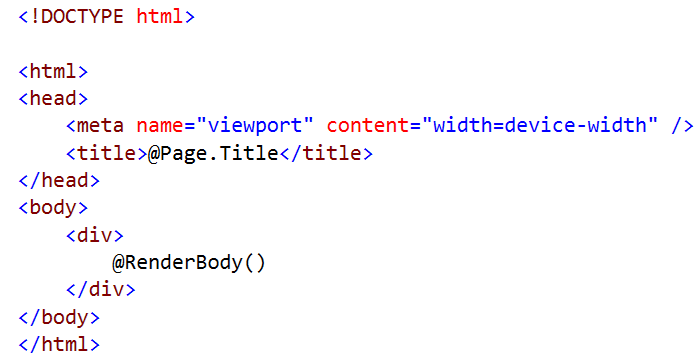 <!DOCTYPE html>
<html>
<head>
<meta name="viewport" content="width=device-width" />
<title>@Page.Title</title>
</head>
<body>
<div>
@RenderBody()
</div>
</body>
</html>